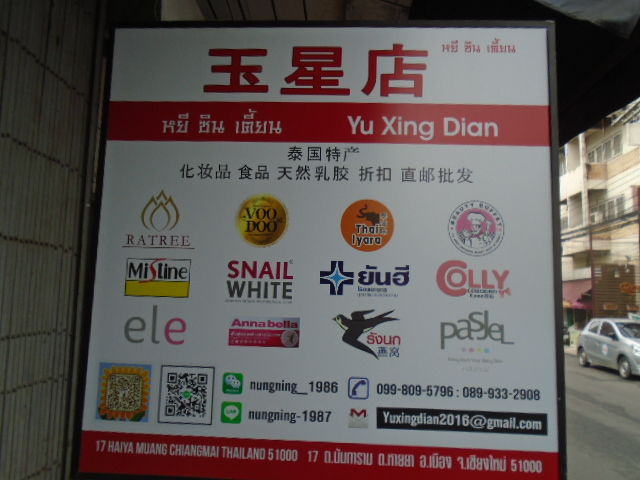 玉星店
หยี ซิน เตี้ยน
หยี ซิน เตี้ยน Yu Xing Dian
泰国特产
化妆品 食品 天然乳胶 折扣 直邮批发
RATREE
VOODOO
Thai Iyara
BEAUTY BUFFET
MiSTine
SNAIL WHITE
ยันฮี
COLLY
ele
Annabella
รังนก
燕窝
pasjel
nungning__1986 099-809-5796 : 089-933-2908
nungning-1987 Yuxingdian2016@gmail.com
17 HAIYA MUANG CHIANGMAI THAILAND 51000 17 ถ.นันทาราม ต.หายยา อ.เมือง จ.เชียงใหม่ 51000